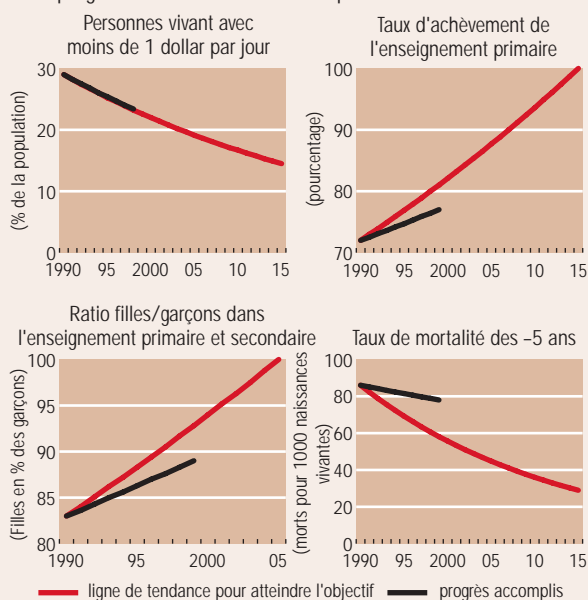 Personnes vivant avec
moins de 1 dollar par jour
(% de la population)
30
20
10
0
1990 95 2000 05 10 15
Taux d'achèvement de
l'enseignement primaire
(pourcentage)
100
90
80
70
1990 95 2000 05 10 15
Ratio filles/garçons dans
l'enseignement primaire et secondaire
(Filles en % des garçons)
100
95
90
85
80
1990 95 2000 05
Taux de mortalité des –5 ans
(morts pour 1000 naissances
vivantes)
100
80
60
40
20
0
1990 95 2000 05 10 15
ligne de tendance pour atteindre l'objectif
progrès accomplis